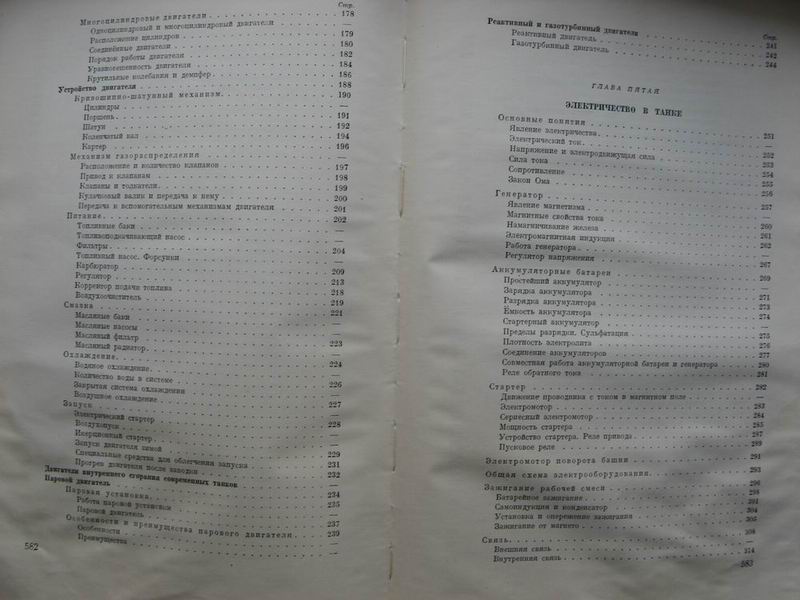 Стр.
Многоцилиндровые двигатели 178
Одноцилиндровый и многоцилиндровый двигатели —
Расположение цилиндров 179
Соединённые двигатели 180
Порядок работы двигателя 182
Уравновешенность двигателя 184
Крутильные колебания и демпфер 186
Устройство двигателя 188
Кривошипно-шатунный механизм 190
Цилиндры —
Поршень 191
Шатун 192
Коленчатый вал 194
Картер 196
Механизм газораспределения —
Расположение и количество клапанов 197
Привод к клапанам 198
Клапаны и толкатели 199
Кулачковый валик и передача к нему 200
Передача к вспомогательным механизмам двигателя 201
Питание 202
Топливные баки —
Топливоподкачивающий насос —
Фильтры
Топливный насос. Форсунки 204
Карбюратор —
Регулятор 209
Корректор подачи топлива 213
Воздухоочиститель 218
Смазка 219
Масляные баки 221
Масляные насосы —
Масляный фильтр —
Масляный радиатор 223
Охлаждение —
Водяное охлаждение 224
Количество воды в системе —
Закрытая система охлаждения 226
Воздушное охлаждение —
Запуск 227
Электрический стартер —
Воздухопуск 228
Инерционный стартер —
Запуск двигателя зимой —
Специальные средства для облегчения запуска 229
Прогрев двигателя после заводки 231
Двигатели внутреннего сгорания современных танков 232
Паровой двигатель —
Паровая установка 234
Работа паровой установки 235
Паровой двигатель —
Особенности и преимущества парового двигателя 237
Особенности 239
Преимущества —
582
Стр.
Реактивный и газотурбинный двигатели 241
Реактивный двигатель 242
Газотурбинный двигатель 244
ГЛАВА ПЯТАЯ
ЭЛЕКТРИЧЕСТВО В ТАНКЕ
Основные понятия 251
Явление электричества —
Электрический ток
Напряжение и электродвижущая сила 252
Сила тока 253
Сопротивление 254
Закон Ома 255
Генератор 256
Явление магнетизма 257
Магнитные свойства тока —
Намагничивание железа 260
Электромагнитная индукция 261
Работа генератора 262
Регулятор напряжения
Аккумуляторные батареи 267
Простейший аккумулятор 269
Зарядка аккумулятора
Разрядка аккумулятора 271
Ёмкость аккумулятора 273
Стартерный аккумулятор 274
Пределы разрядки. Сульфатация —
Плотность электролита 275
Соединение аккумуляторов 276
Совместная работа аккумуляторной батареи и генератора 280
Реле обратного тока 281
Стартер 282
Движение проводника с током в магнитном поле —
Электромотор 283
Сериесный электромотор 284
Мощность стартера 285
Устройство стартера. Реле привода 287
Пусковое реле 289
Электромотор поворота башни 291
Общая схема электрооборудования 293
Зажигание рабочей смеси 296
Батарейное зажигание 298
Самоиндукция и конденсатор
Установка и опережение зажигания 304
Зажигание от магнето 305
Связь 308
Внешняя связь —
Внутренняя связь 314
583